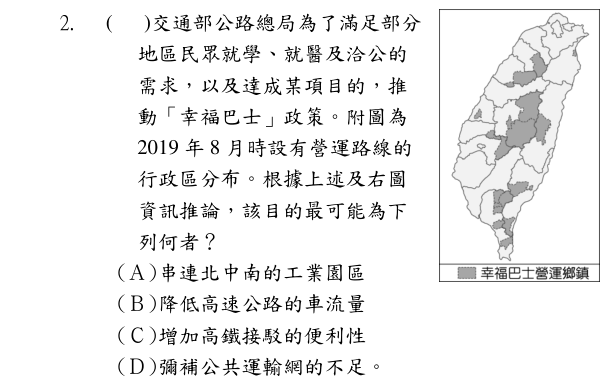 2. (　)交通部公路總局為了滿足部分
地區民眾就學、就醫及洽公的
需求，以及達成某項目的，推
動「幸福巴士」政策。附圖為
2019 年 8 月時設有營運路線的
行政區分布。根據上述及右圖
資訊推論，該目的最可能為下
列何者？
(A)串連北中南的工業園區
(B)降低高速公路的車流量
(C)增加高鐵接駁的便利性
(D)彌補公共運輸網的不足。
幸福巴士營運鄉鎮